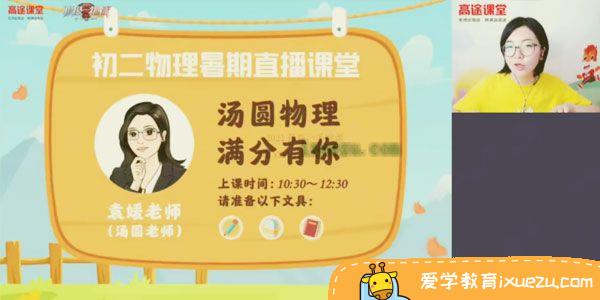 高途课堂
初二物理暑期直播课堂
汤圆物理
满分有你
上课时间：10:30～12:30
请准备以下文具：
袁媛老师
（汤圆老师）
高途课堂
爱学教育ixuezu.com